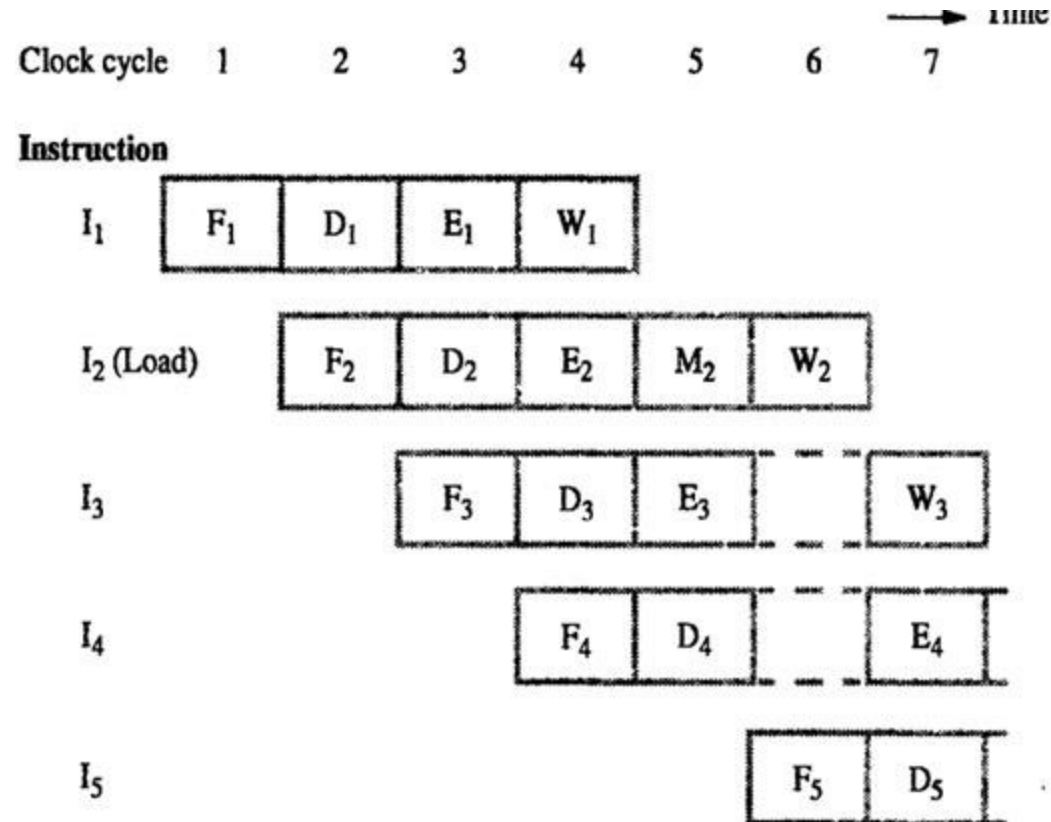 Time
Clock cycle 1 2 3 4 5 6 7
Instruction
I₁ F₁ D₁ E₁ W₁
I₂ (Load) F₂ D₂ E₂ M₂ W₂
I₃ F₃ D₃ E₃ W₃
I₄ F₄ D₄ E₄
I₅ F₅ D₅